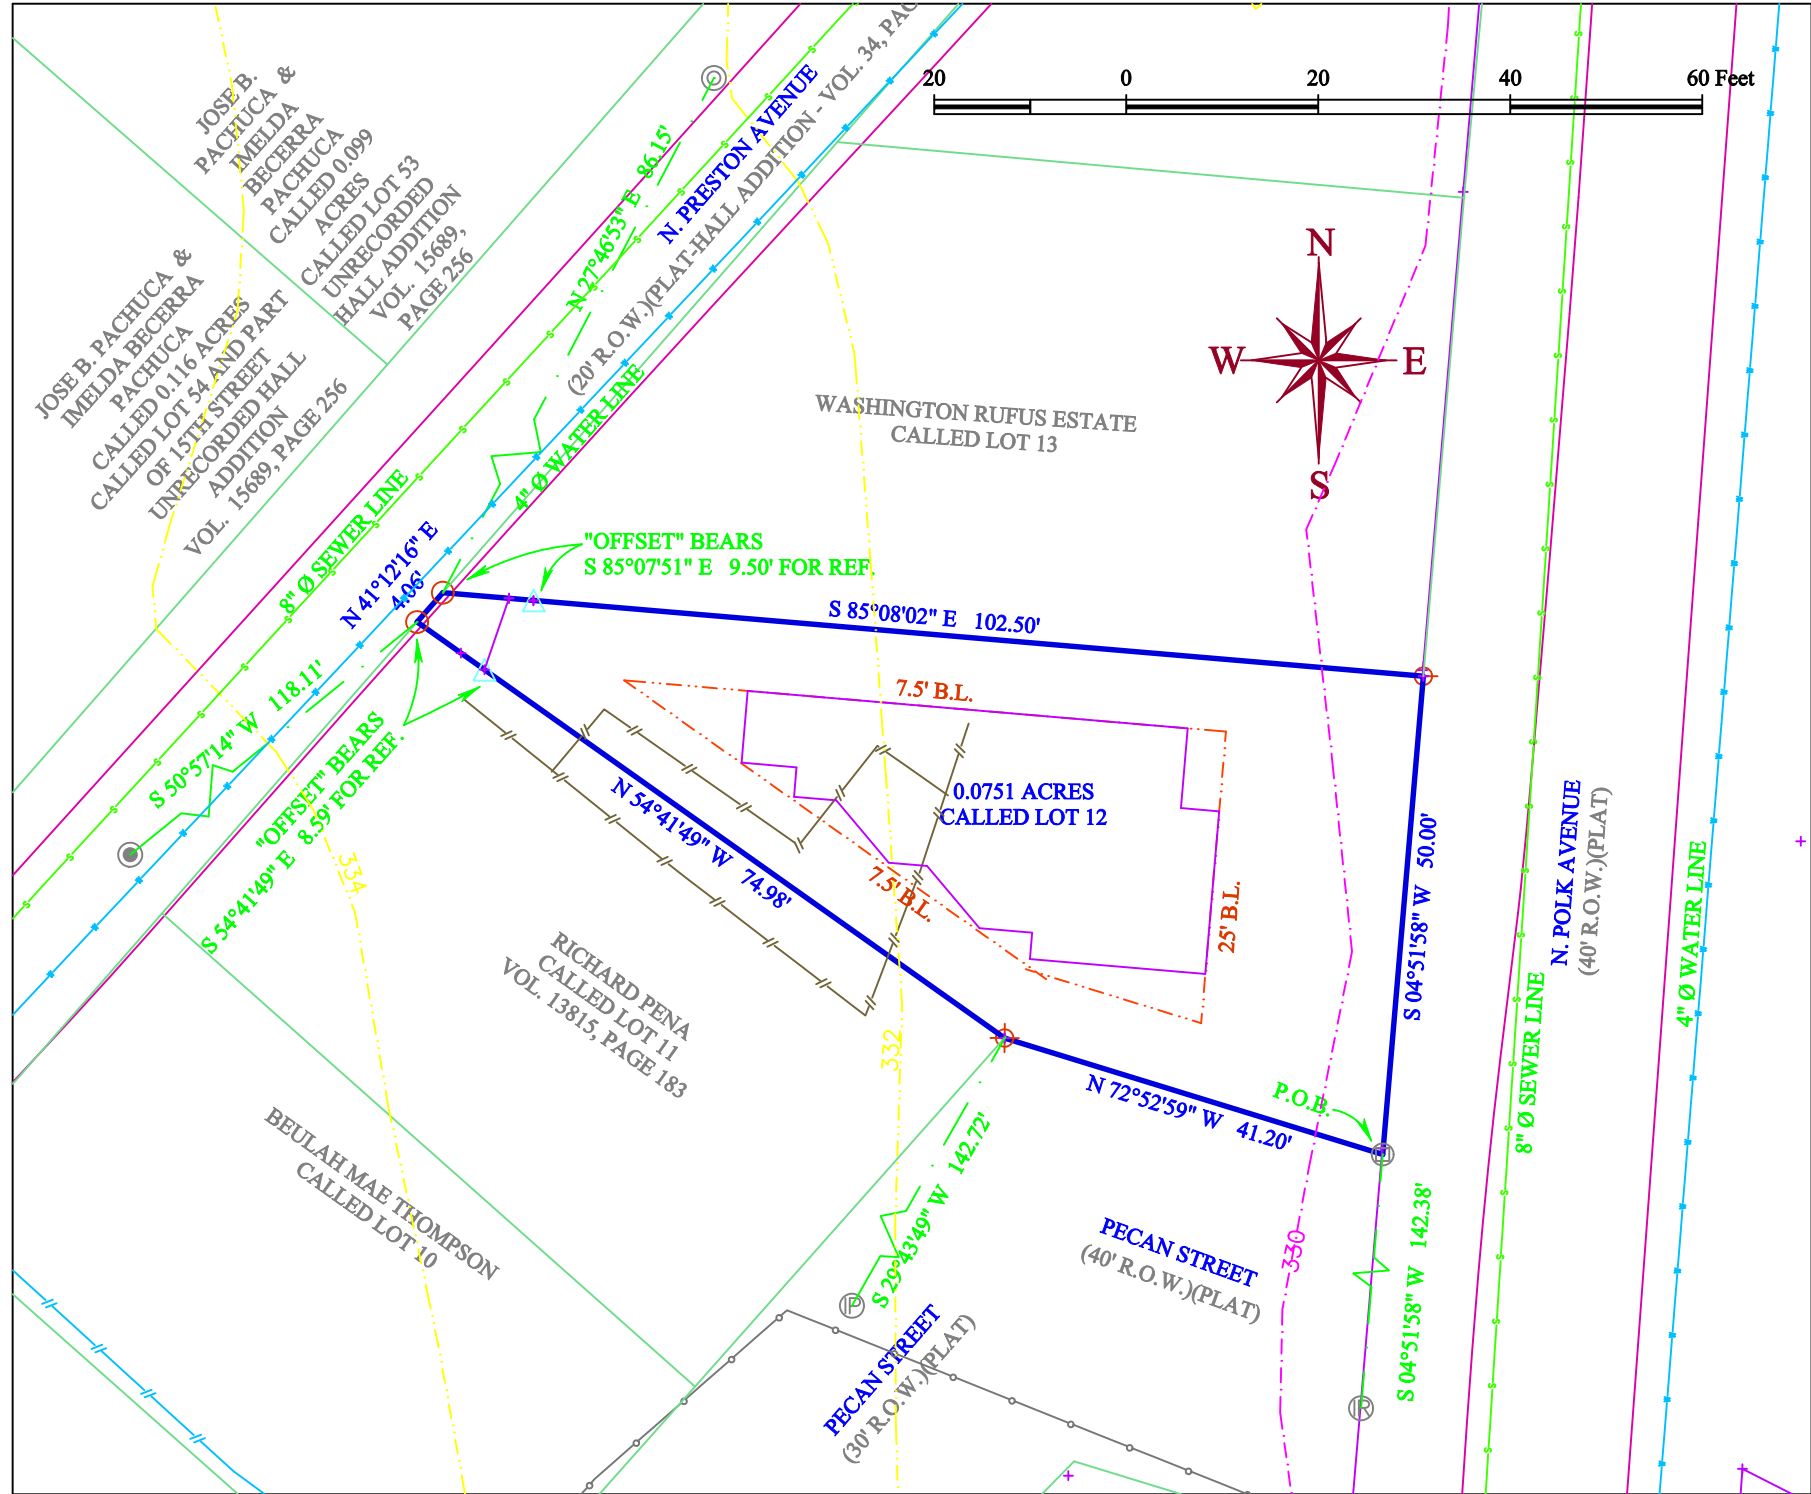 20 0 20 40 60 Feet
JOSE B.
PACHUCA &
IMELDA
BECERRA
PACHUCA
CALLED 0.099
ACRES
CALLED LOT 53
UNRECORDED
HALL ADDITION
VOL. 15689,
PAGE 256
JOSE B. PACHUCA &
IMELDA BECERRA
PACHUCA
CALLED 0.116 ACRES
CALLED LOT 54 AND PART
OF 15TH STREET
UNRECORDED HALL
ADDITION
VOL. 15689, PAGE 256
N 27°46'53" E 86.15'
N. PRESTON AVENUE
(20' R.O.W.)(PLAT-HALL ADDITION - VOL. 34, PAG
N
W E
S
WASHINGTON RUFUS ESTATE
CALLED LOT 13
4" Ø WATER LINE
8" Ø SEWER LINE
N 41°12'16" E
4.06'
"OFFSET" BEARS
S 85°07'51" E 9.50' FOR REF.
S 85°08'02" E 102.50'
S 50°57'14" W 118.11'
"OFFSET" BEARS
S 54°41'49" E 8.59' FOR REF.
7.5' B.L.
0.0751 ACRES
CALLED LOT 12
N 54°41'49" W 74.98'
7.5' B.L.
25' B.L.
S 04°51'58" W 50.00'
N. POLK AVENUE
(40' R.O.W.)(PLAT)
4" Ø WATER LINE
8" Ø SEWER LINE
334
332
330
RICHARD PENA
CALLED LOT 11
VOL. 13815, PAGE 183
P.O.B.
N 72°52'59" W 41.20'
BEULAH MAE THOMPSON
CALLED LOT 10
S 29°43'49" W 142.72'
IP
PECAN STREET
(40' R.O.W.)(PLAT)
S 04°51'58" W 142.38'
IR
PECAN STREET
(30' R.O.W.)(PLAT)